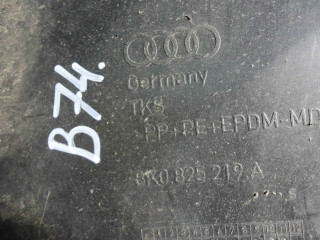 B74.
Germany
TKS
PP+PE+EPDM-MD
8K0.825.219.A